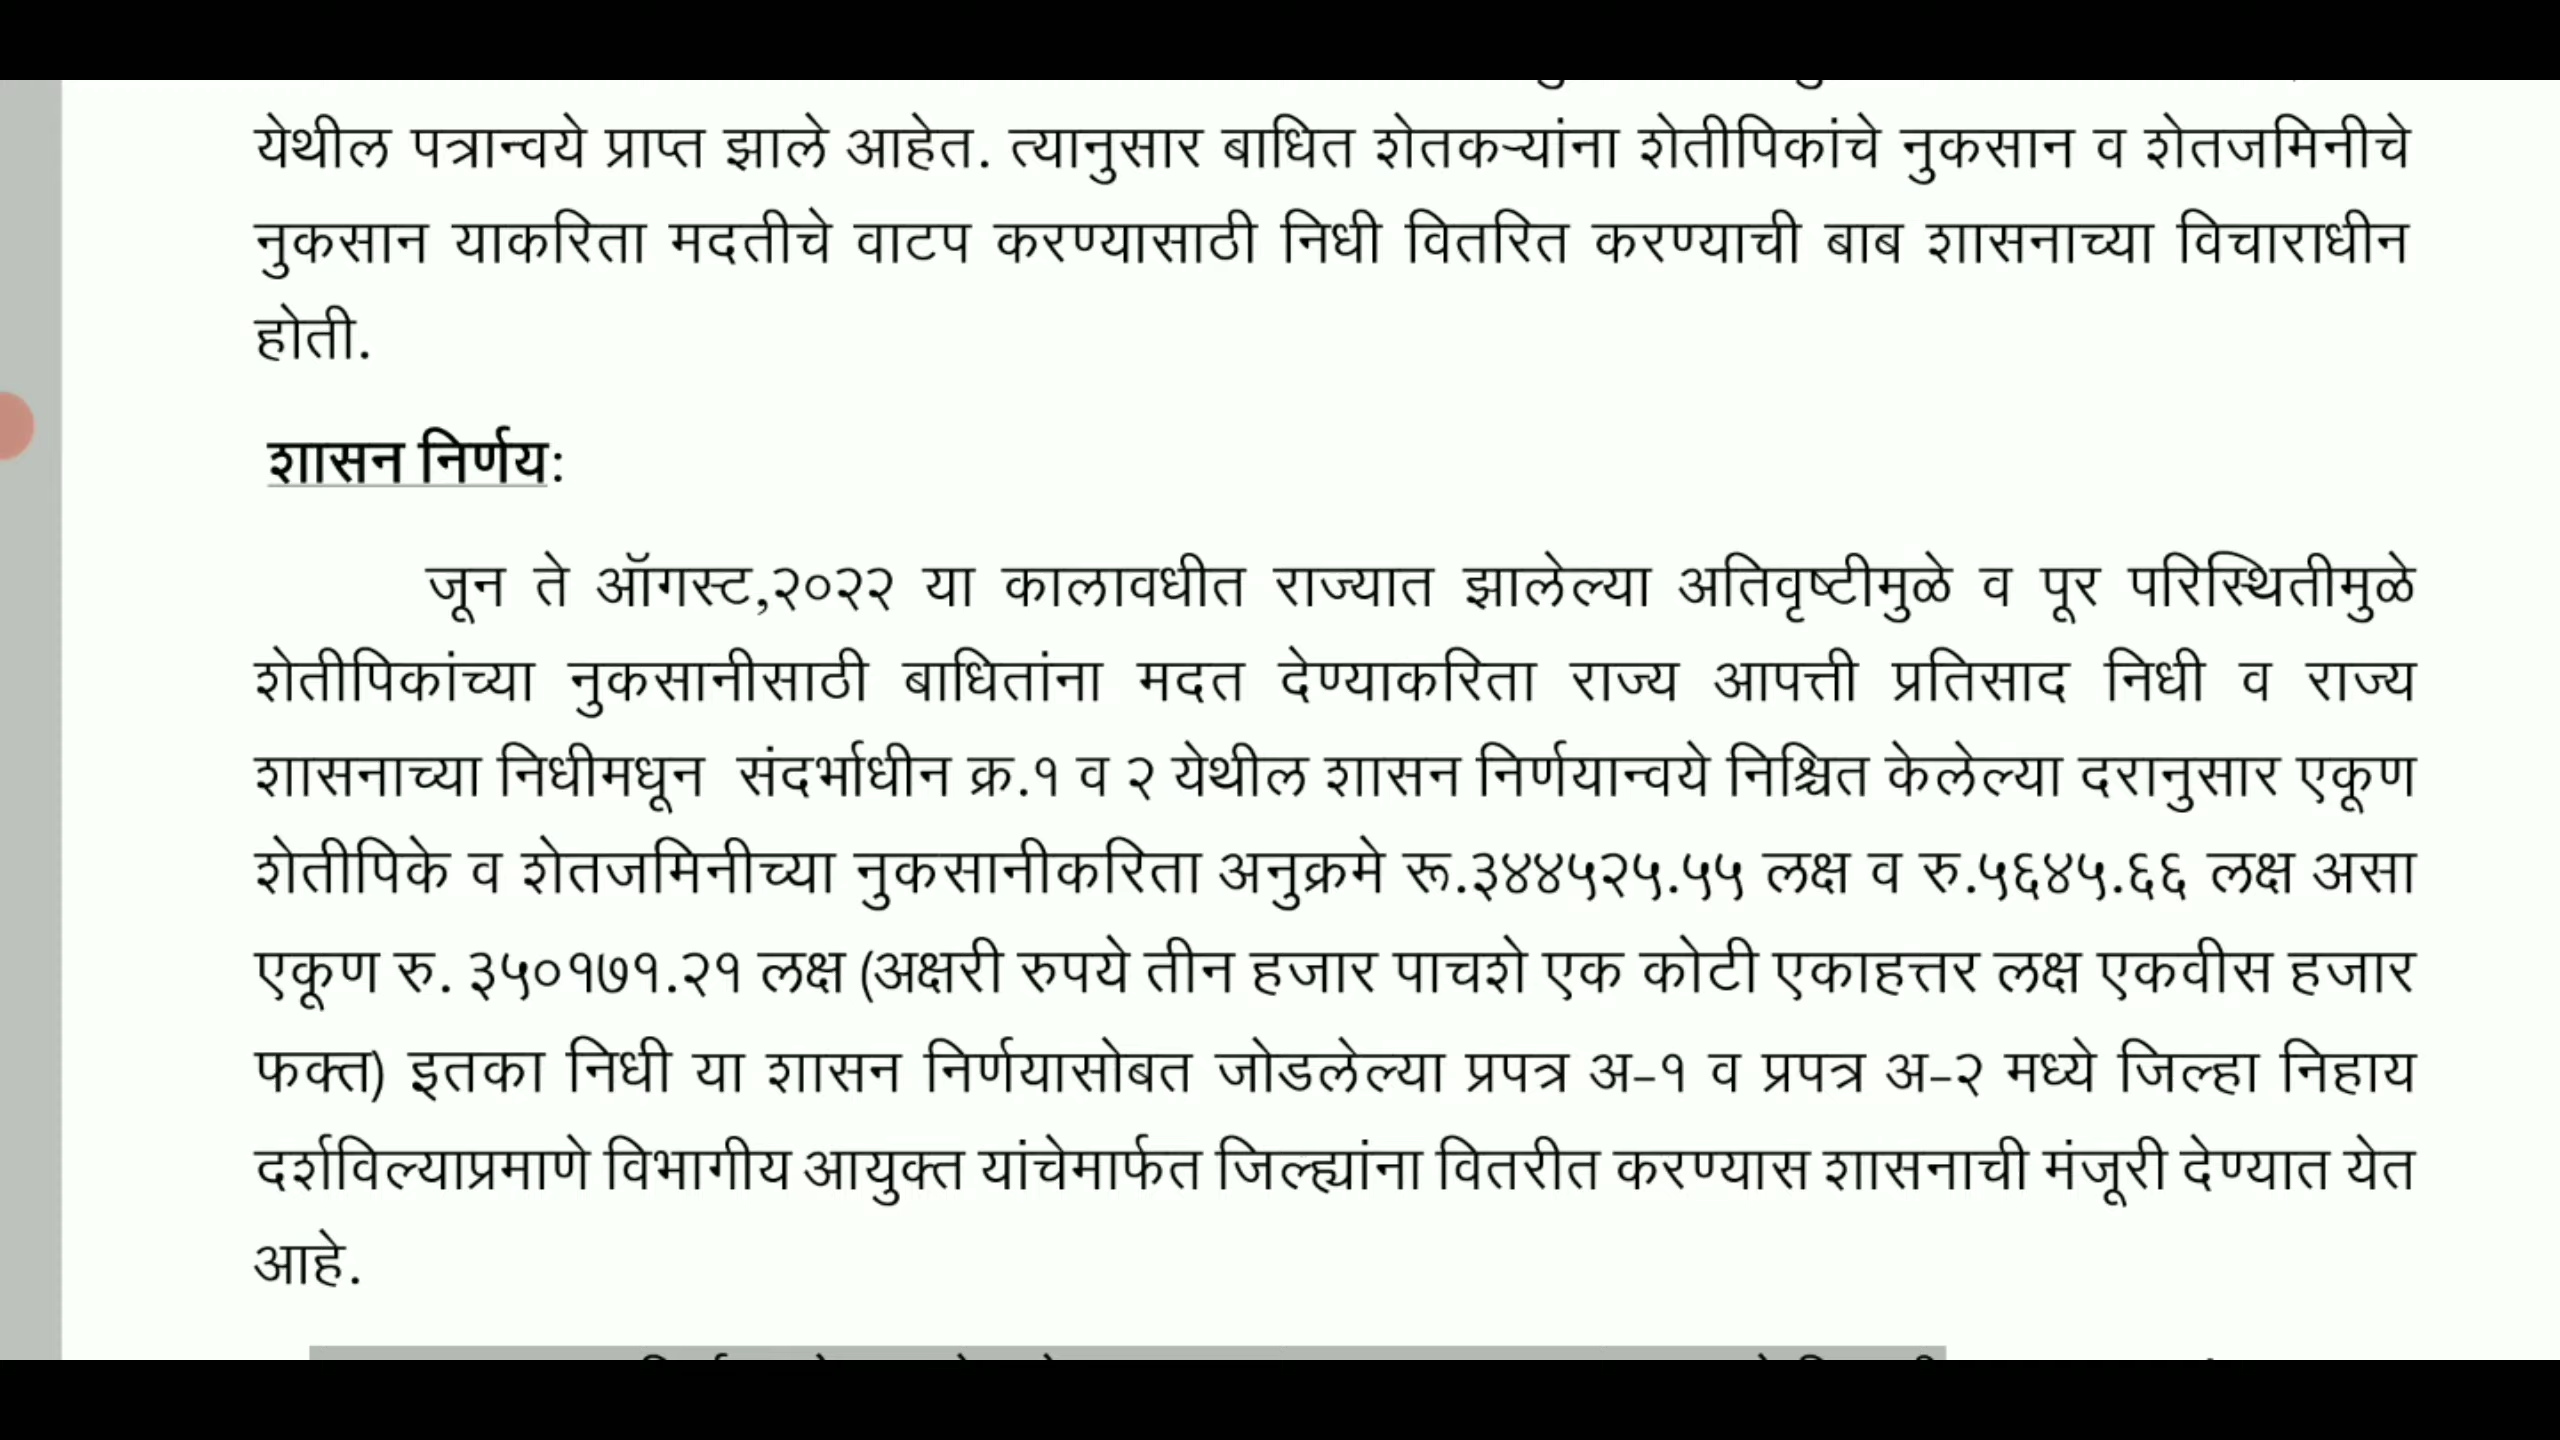 येथील पत्रान्वये प्राप्त झाले आहेत. त्यानुसार बाधित शेतकऱ्यांना शेतीपिकांचे नुकसान व शेतजमिनीचे
नुकसान याकरिता मदतीचे वाटप करण्यासाठी निधी वितरित करण्याची बाब शासनाच्या विचाराधीन
होती.
शासन निर्णय:
जून ते ऑगस्ट,२०२२ या कालावधीत राज्यात झालेल्या अतिवृष्टीमुळे व पूर परिस्थितीमुळे
शेतीपिकांच्या नुकसानीसाठी बाधितांना मदत देण्याकरिता राज्य आपत्ती प्रतिसाद निधी व राज्य
शासनाच्या निधीमधून संदर्भाधीन क्र.१ व २ येथील शासन निर्णयान्वये निश्चित केलेल्या दरानुसार एकूण
शेतीपिके व शेतजमिनीच्या नुकसानीकरिता अनुक्रमे रू.३४४५२५.५५ लक्ष व रु.५६४५.६६ लक्ष असा
एकूण रु. ३५०१७१.२१ लक्ष (अक्षरी रुपये तीन हजार पाचशे एक कोटी एकाहत्तर लक्ष एकवीस हजार
फक्त) इतका निधी या शासन निर्णयासोबत जोडलेल्या प्रपत्र अ-१ व प्रपत्र अ-२ मध्ये जिल्हा निहाय
दर्शविल्याप्रमाणे विभागीय आयुक्त यांचेमार्फत जिल्ह्यांना वितरीत करण्यास शासनाची मंजूरी देण्यात येत
आहे.